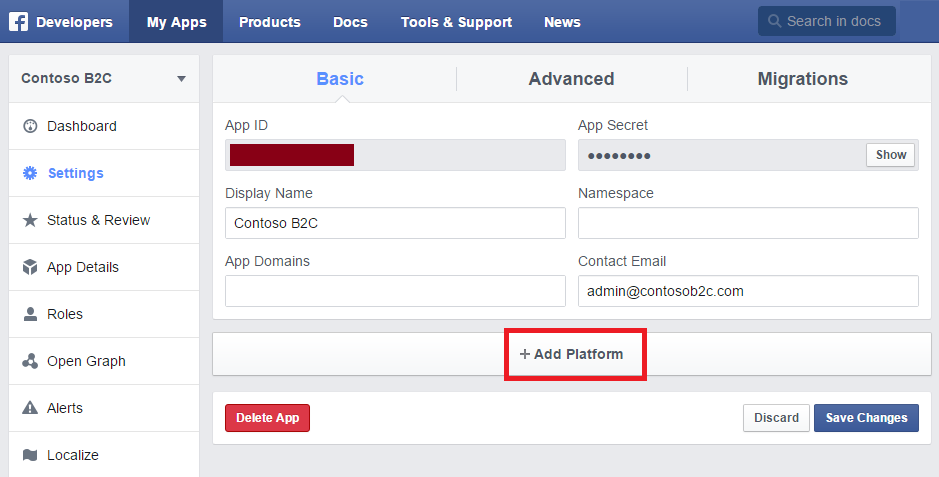 f Developers My Apps Products Docs Tools & Support News Search in docs
Contoso B2C
Dashboard
Settings
Status & Review
App Details
Roles
Open Graph
Alerts
Localize
Basic Advanced Migrations
App ID App Secret
•••••••• Show
Display Name Namespace
Contoso B2C
App Domains Contact Email
admin@contosob2c.com
+ Add Platform
Delete App Discard Save Changes